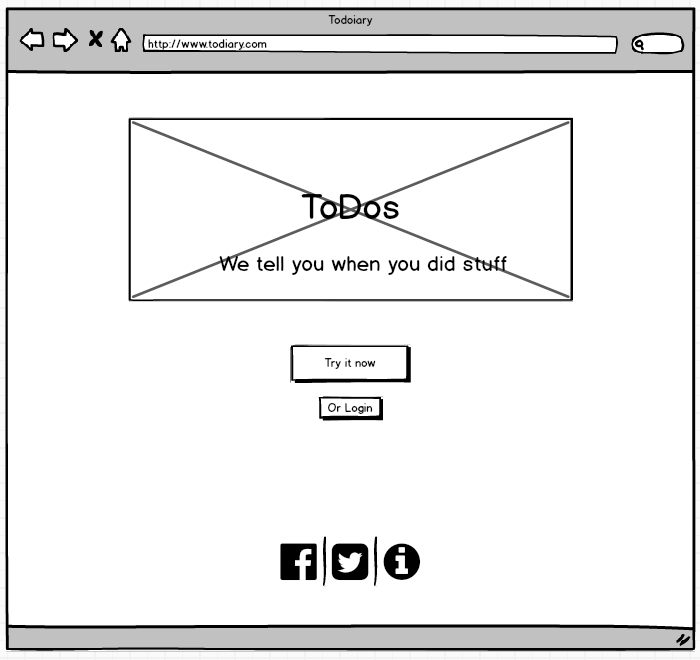 Todoiary
http://www.todiary.com
ToDos
We tell you when you did stuff
Try it now
Or Login